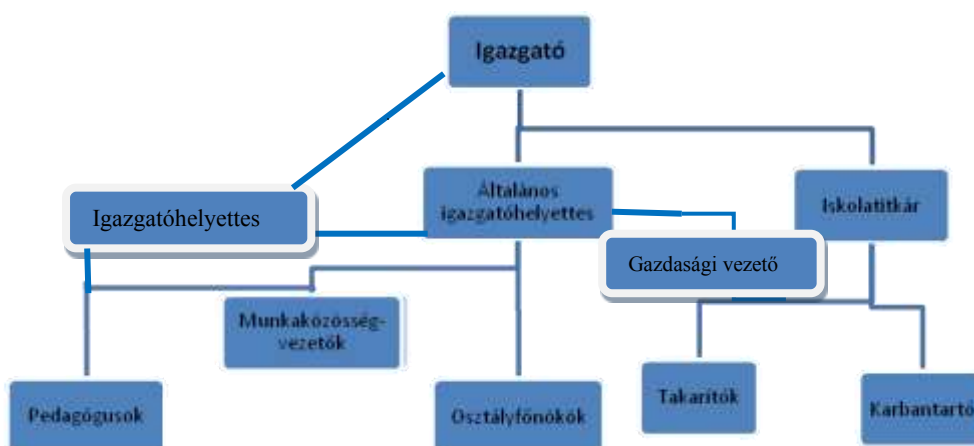 Igazgató
Igazgatóhelyettes
Általános
igazgatóhelyettes
Iskolatitkár
Gazdasági vezető
Munkaközösség-
vezetők
Pedagógusok
Osztályfőnökök
Takarítók
Karbantartó